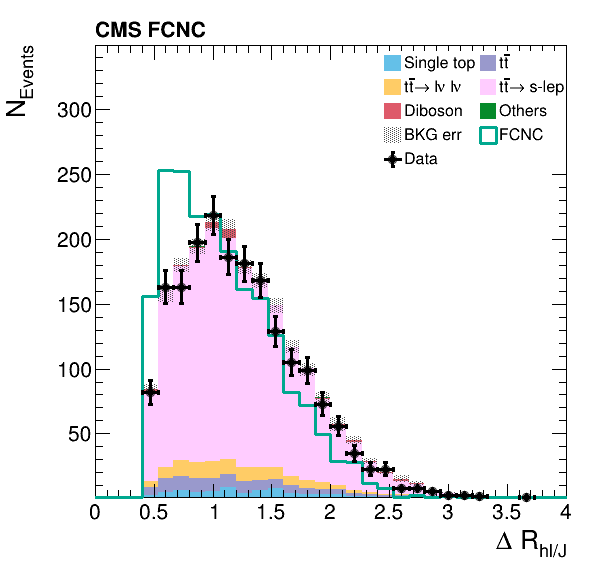 CMS FCNC
N_Events
Single top
tt̄
tt̄→ lν lν
tt̄→ s-lep
Diboson
Others
BKG err
FCNC
Data
300
250
200
150
100
50
0 0.5 1 1.5 2 2.5 3 3.5 4
Δ R_hl/J